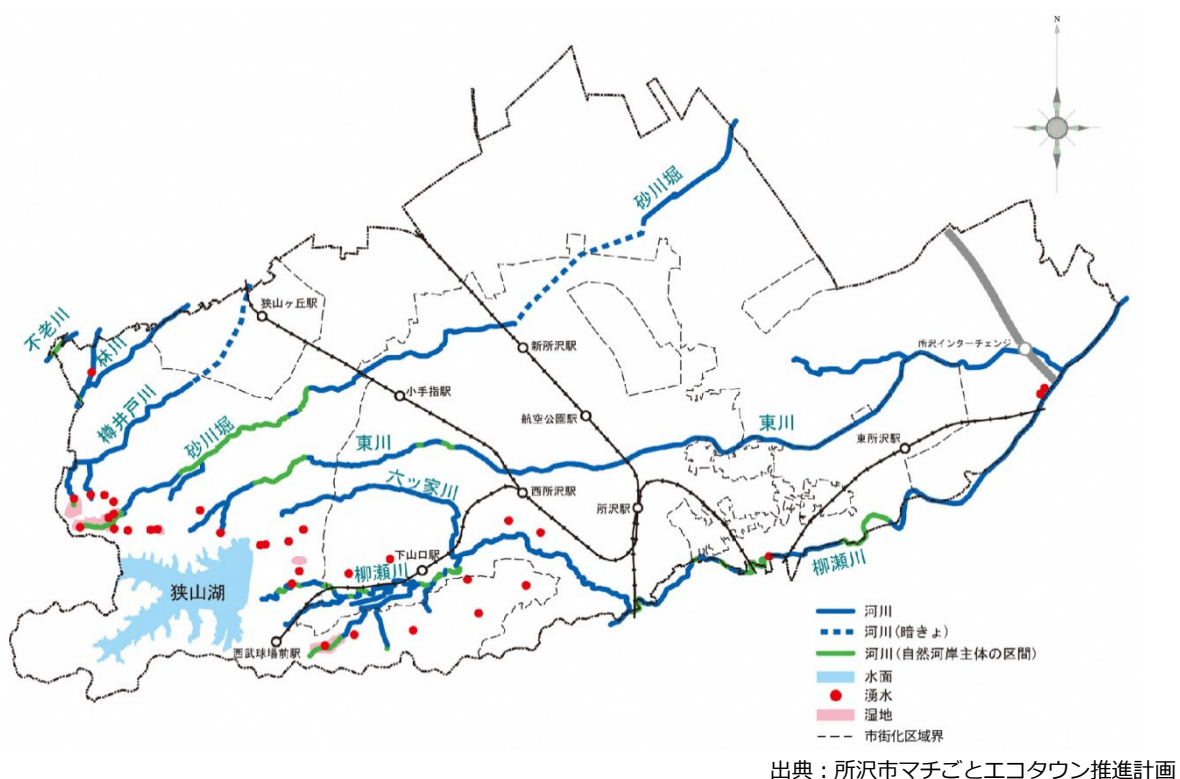 N
砂川堀
狭山ヶ丘駅
不老川
林川
新所沢駅
所沢インターチェンジ
小手指駅
樽井戸川
砂川堀
航空公園駅
東川
東川
東所沢駅
六ッ家川
西所沢駅
所沢駅
下山口駅
柳瀬川
柳瀬川
狭山湖
西武球場前駅
河川
河川(暗きょ)
河川(自然河岸主体の区間)
水面
湧水
湿地
市街化区域界
出典:所沢市マチごとエコタウン推進計画